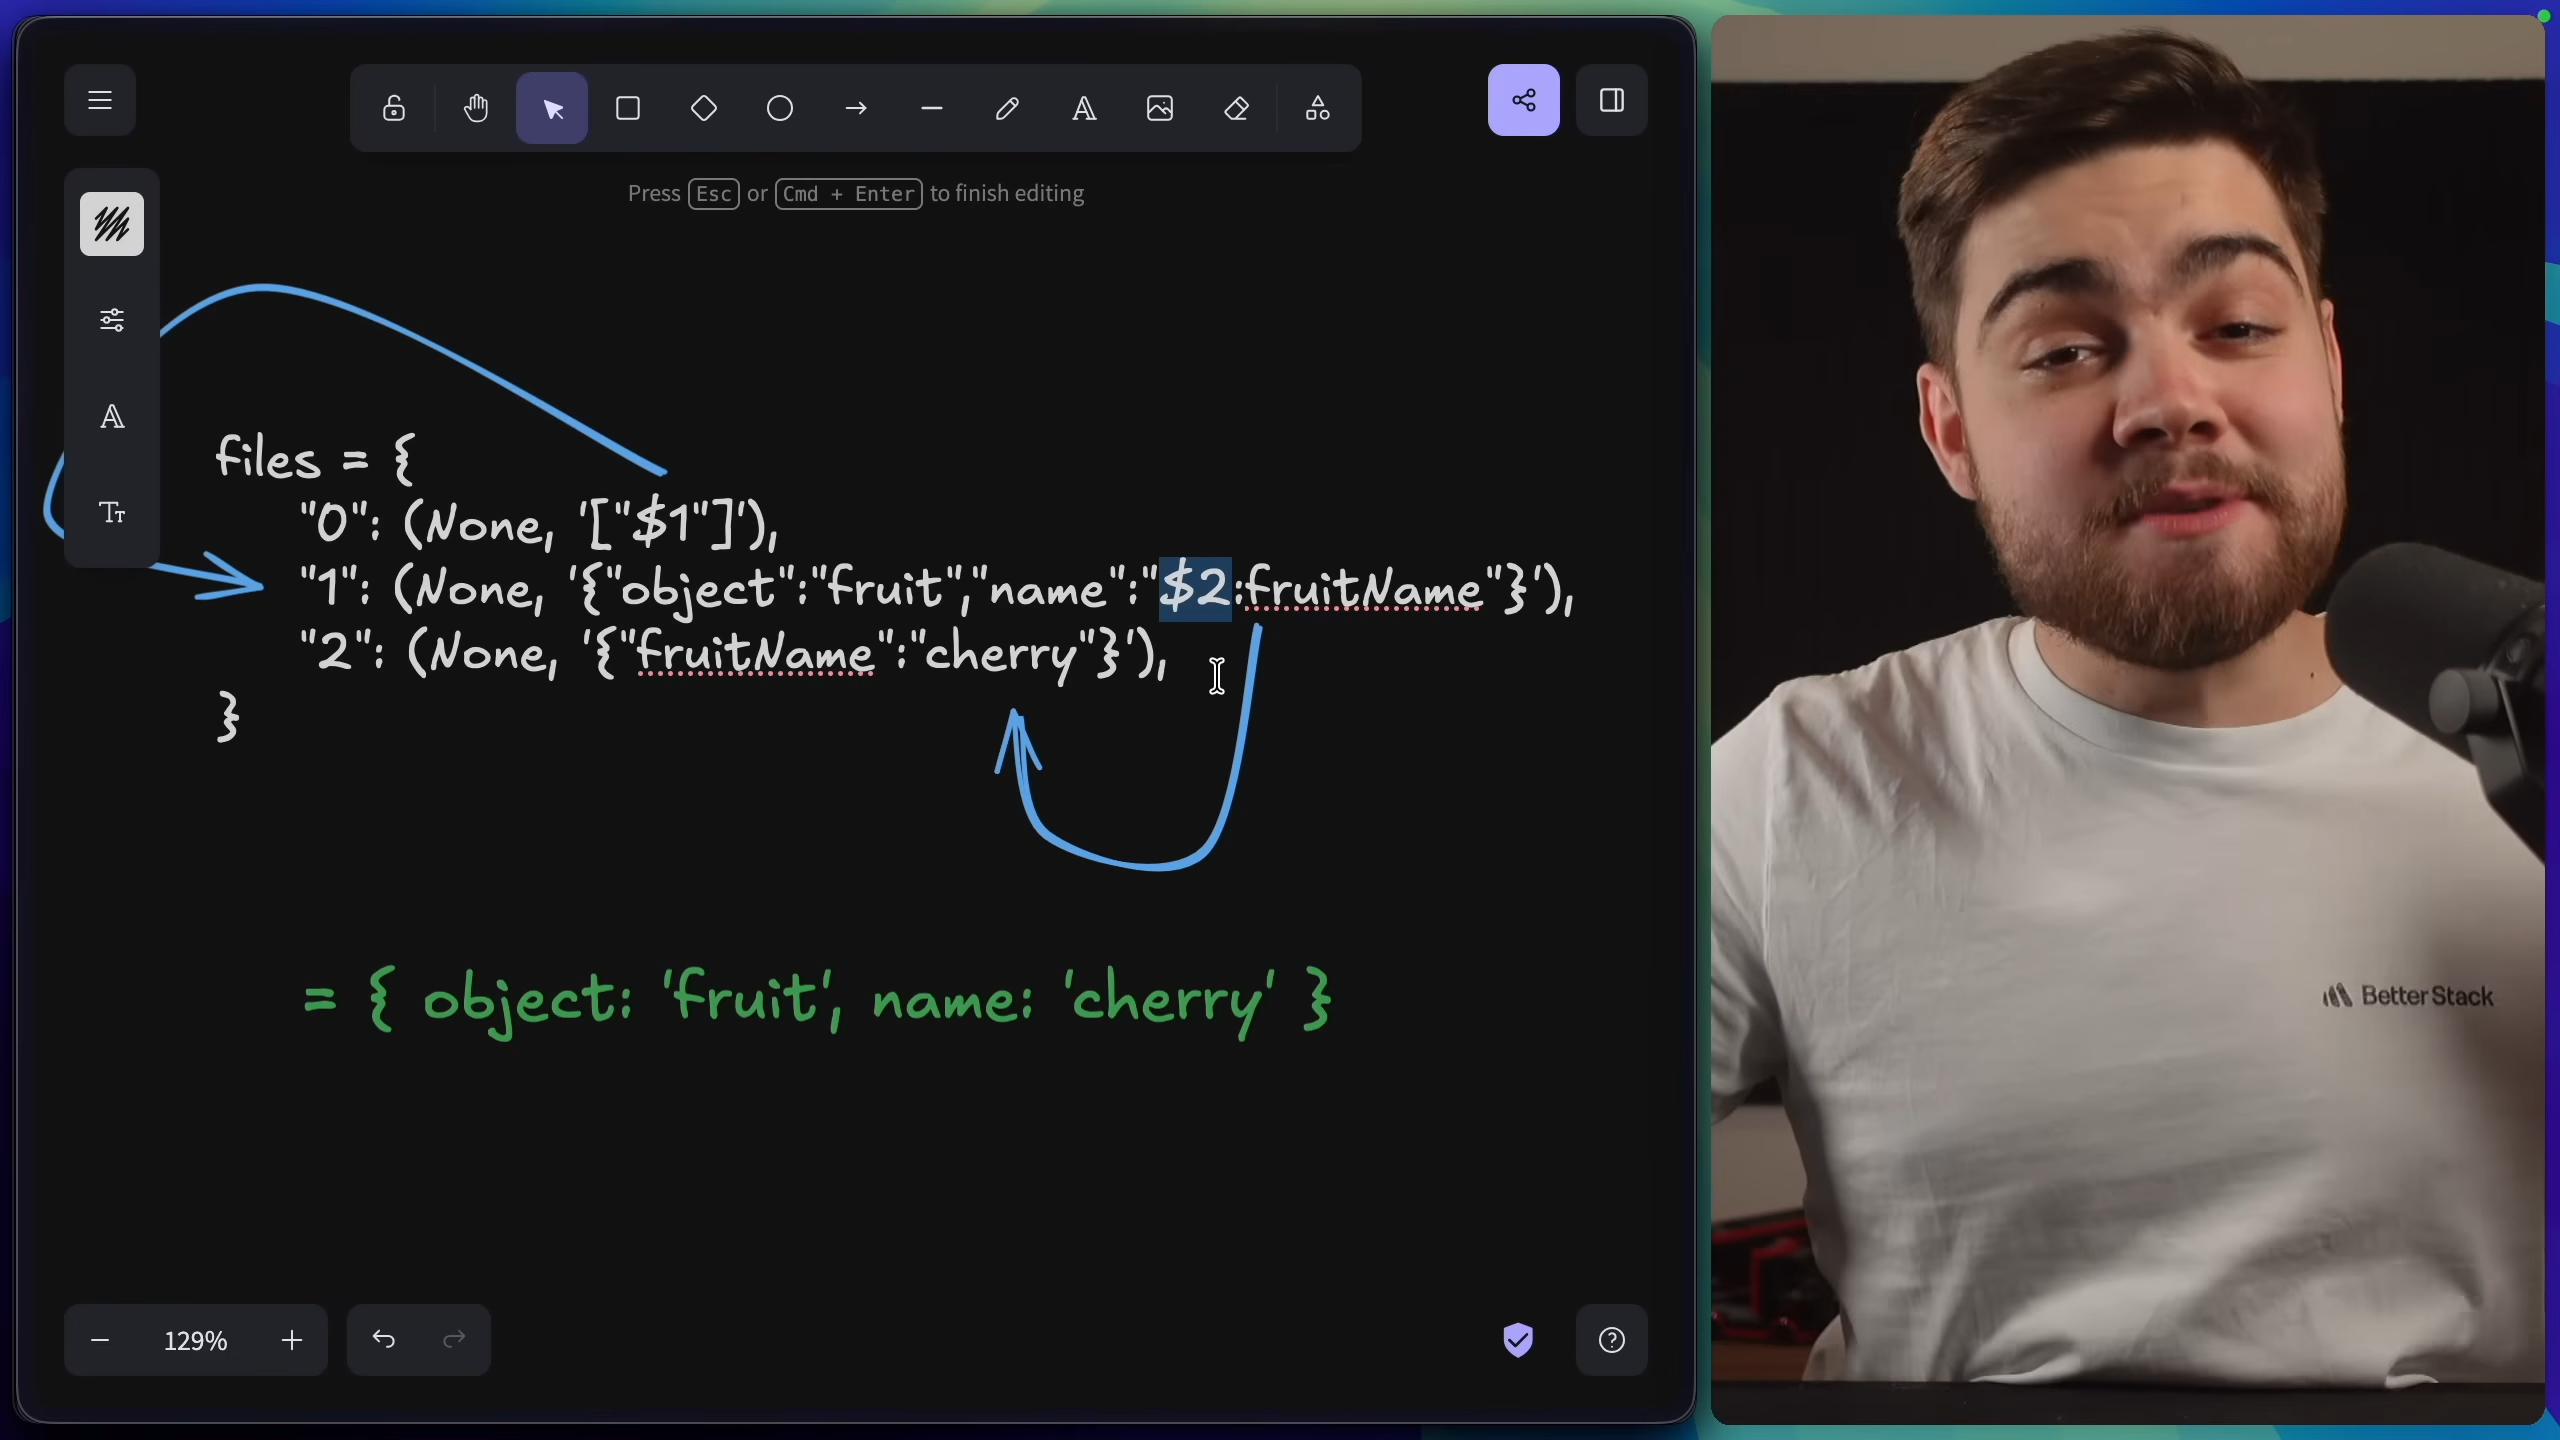 Press Esc or Cmd + Enter to finish editing
files = {
"0": (None, '["$1"]'),
"1": (None, '{"object":"fruit","name":"$2:fruitName"}'),
"2": (None, '{"fruitName":"cherry"}'),
}
= { object: 'fruit', name: 'cherry' }
129%
Better Stack